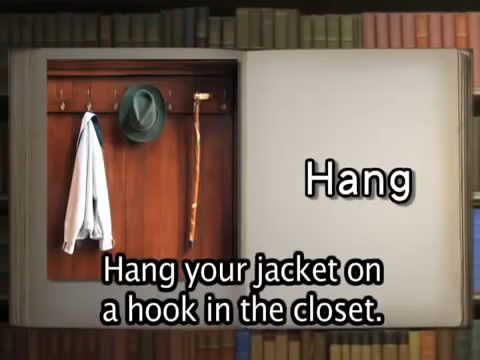 Hang
Hang your jacket on
a hook in the closet.